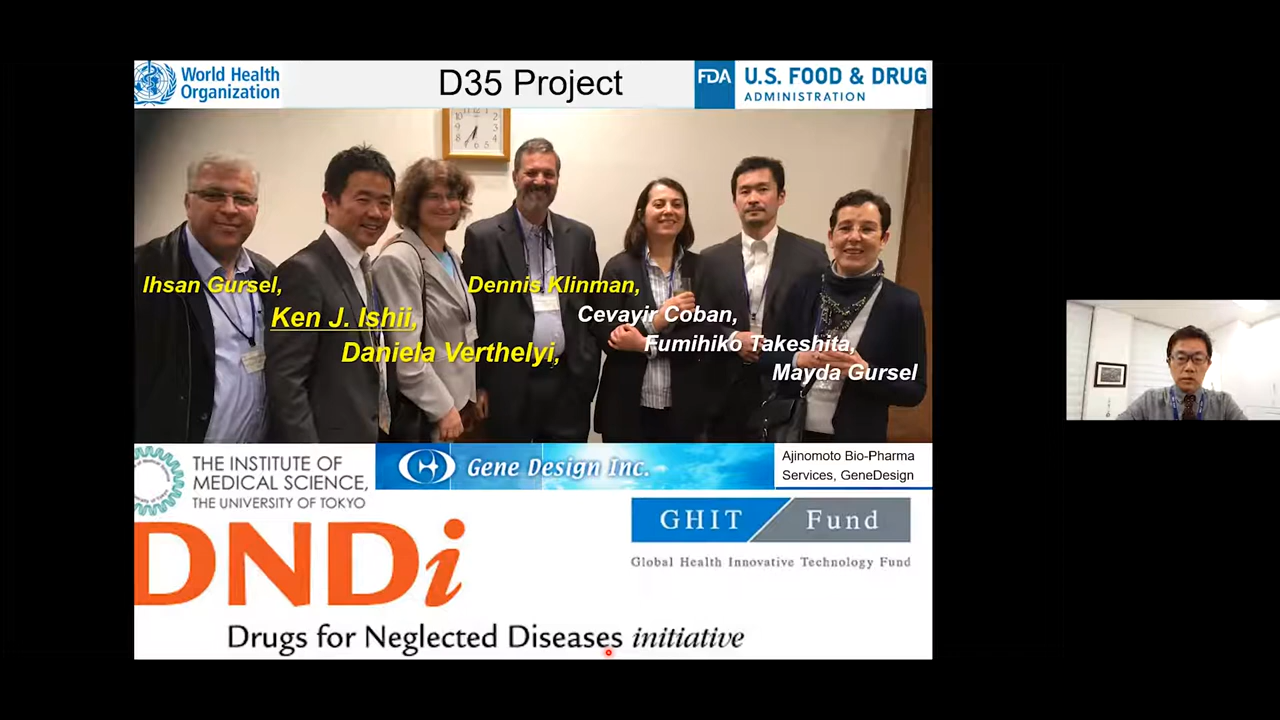 World Health
Organization
D35 Project
FDA
U.S. FOOD & DRUG
ADMINISTRATION
Ihsan Gursel,
Ken J. Ishii,
Daniela Verthelyi,
Dennis Klinman,
Cevayir Coban,
Fumihiko Takeshita,
Mayda Gursel
THE INSTITUTE OF
MEDICAL SCIENCE,
THE UNIVERSITY OF TOKYO
Gene Design Inc.
Ajinomoto Bio-Pharma
Services, GeneDesign
GHIT Fund
Global Health Innovative Technology Fund
DNDi
Drugs for Neglected Diseases initiative